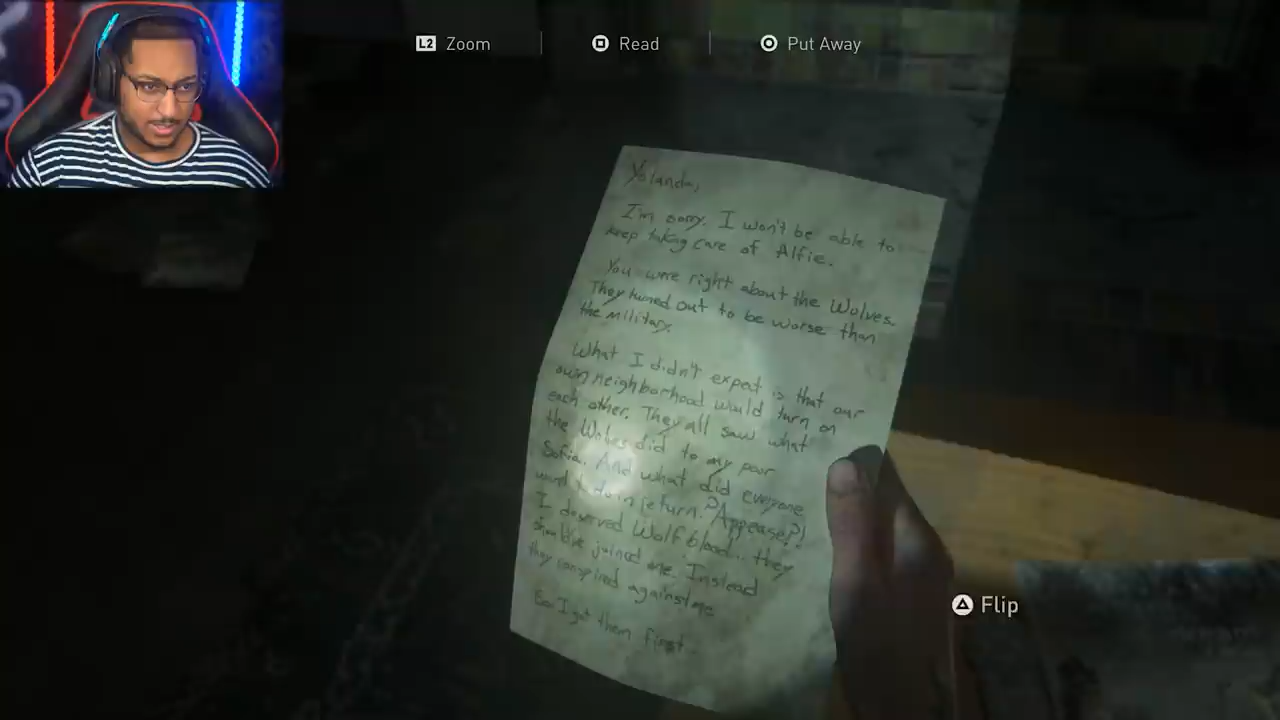 L2 Zoom
Read
Put Away
Yolanda,
I'm sorry. I won't be able to
keep taking care of Alfie.
You were right about the Wolves.
They turned out to be worse than
the military.
What I didn't expect is that our
own neighborhood would turn on
each other. They all saw what
the Wolves did to my poor
Sofia. And what did everyone
want to do in return? Appease?!
I deserved Wolf blood... they
should've joined me. Instead
they conspired against me.
But I got them first.
Flip